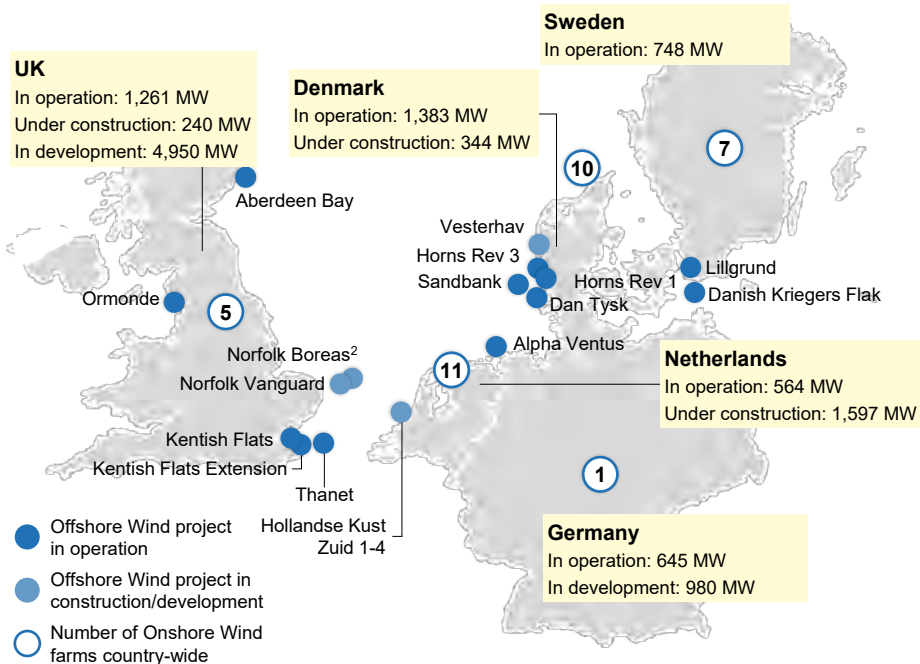 Sweden
In operation: 748 MW
UK
In operation: 1,261 MW
Under construction: 240 MW
In development: 4,950 MW
Denmark
In operation: 1,383 MW
Under construction: 344 MW
10
7
Aberdeen Bay
Vesterhav
Horns Rev 3
Sandbank
Horns Rev 1
Dan Tysk
Lillgrund
Danish Kriegers Flak
Ormonde
5
Alpha Ventus
Norfolk Boreas²
Norfolk Vanguard
11
Netherlands
In operation: 564 MW
Under construction: 1,597 MW
Kentish Flats
Kentish Flats Extension
Thanet
Hollandse Kust
Zuid 1-4
1
Germany
In operation: 645 MW
In development: 980 MW
Offshore Wind project
in operation
Offshore Wind project in
construction/development
Number of Onshore Wind
farms country-wide